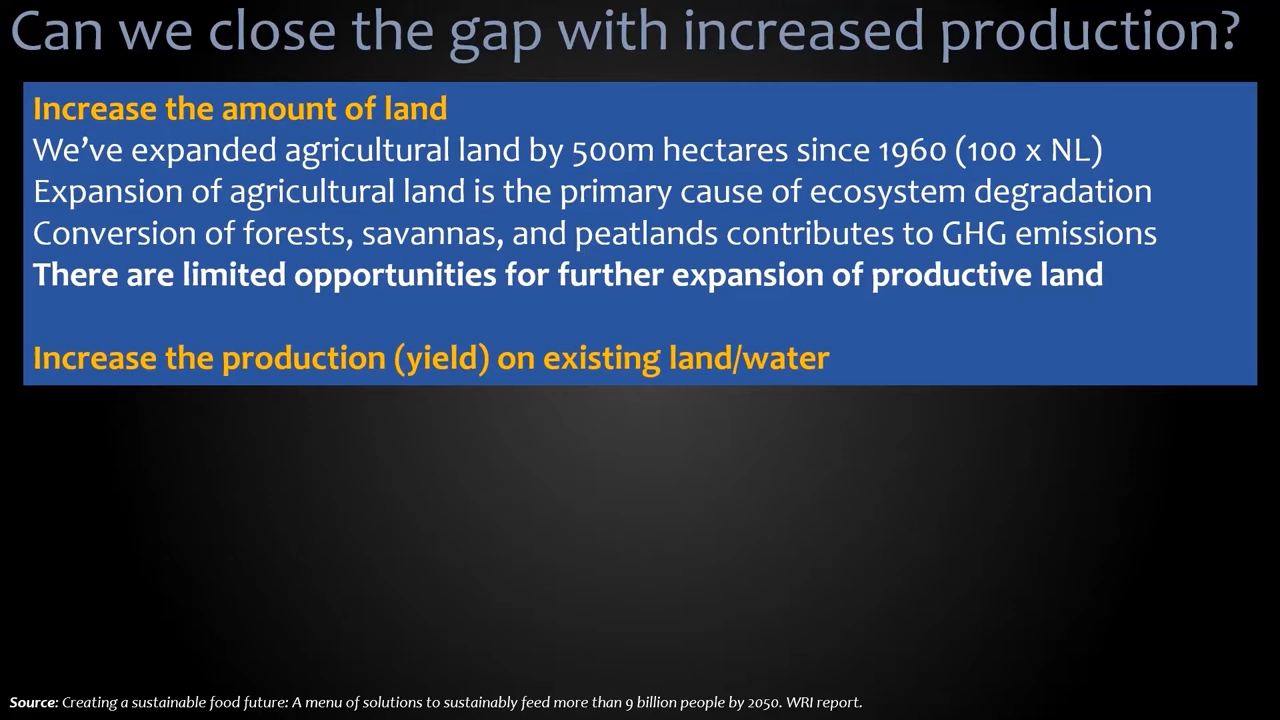 Can we close the gap with increased production?
Increase the amount of land
We’ve expanded agricultural land by 500m hectares since 1960 (100 x NL)
Expansion of agricultural land is the primary cause of ecosystem degradation
Conversion of forests, savannas, and peatlands contributes to GHG emissions
There are limited opportunities for further expansion of productive land
Increase the production (yield) on existing land/water
Source: Creating a sustainable food future: A menu of solutions to sustainably feed more than 9 billion people by 2050. WRI report.